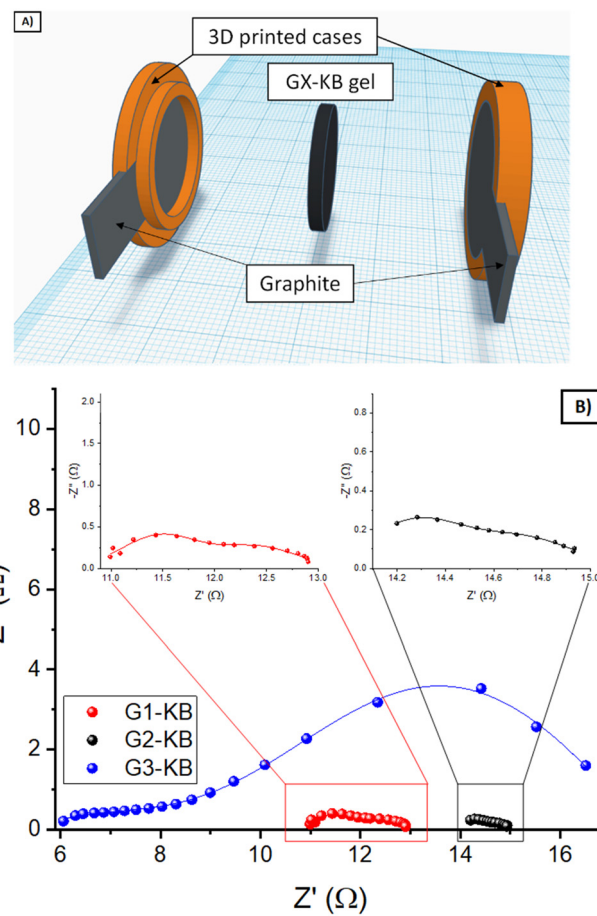 A)
3D printed cases
GX-KB gel
Graphite
B)
10
8
6
4
2
0
2.0
1.5
1.0
0.5
0.0
-Z" (Ω)
11.0 11.5 12.0 12.5 13.0
Z' (Ω)
0.8
0.6
0.4
0.2
0.0
-Z" (Ω)
14.2 14.4 14.6 14.8 15.0
Z' (Ω)
G1-KB
G2-KB
G3-KB
6 8 10 12 14 16
Z' (Ω)